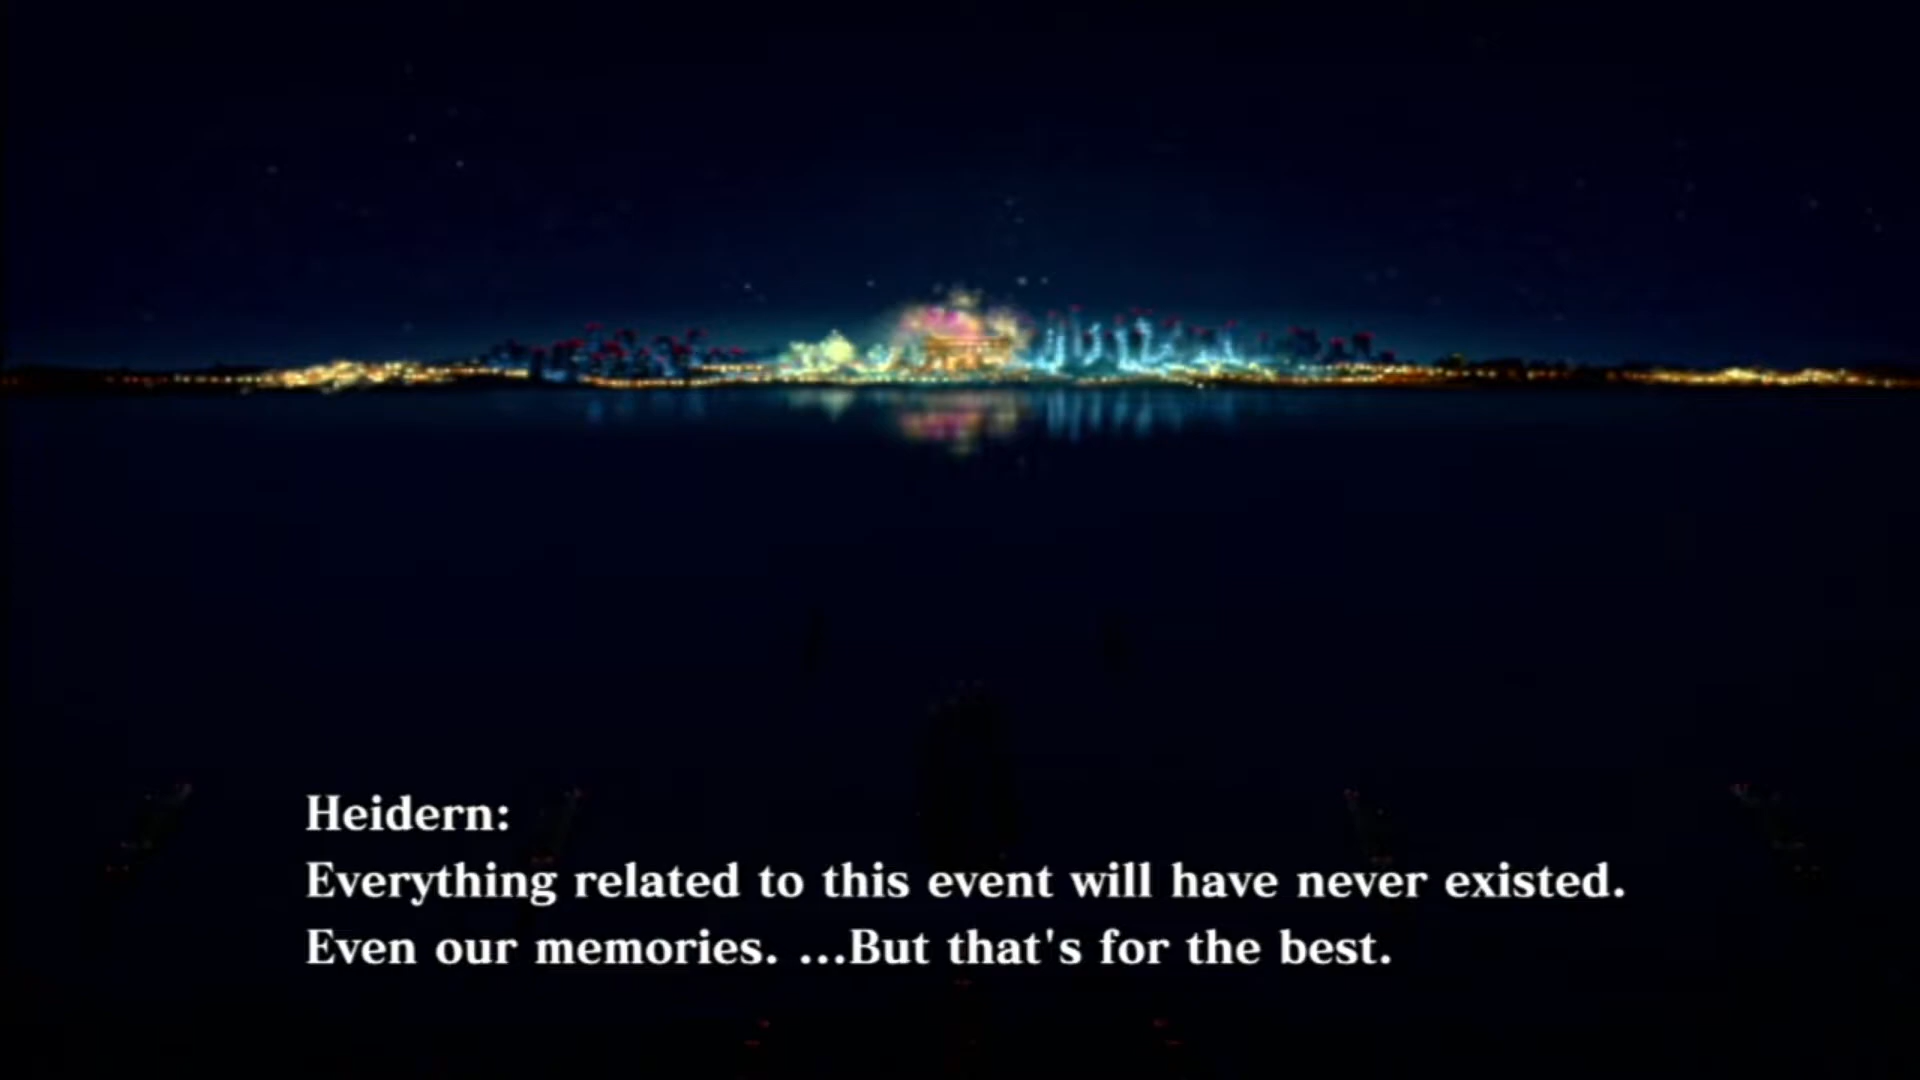 Heidern:
Everything related to this event will have never existed.
Even our memories. ...But that's for the best.